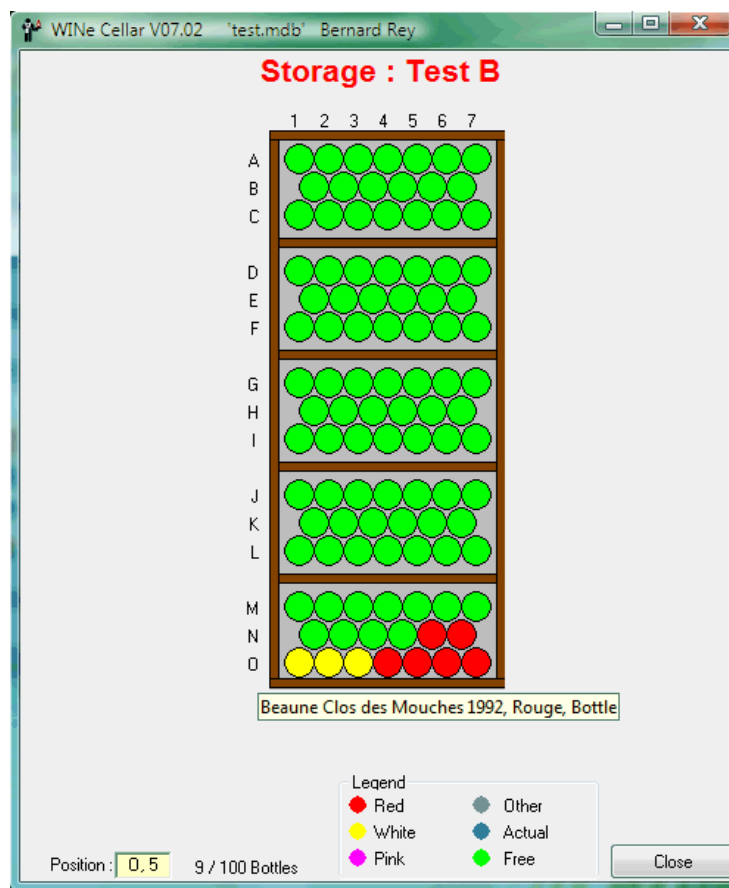 WINe Cellar V07.02 'test.mdb' Bernard Rey
Storage : Test B
1 2 3 4 5 6 7
A
B
C
D
E
F
G
H
I
J
K
L
M
N
O
Beaune Clos des Mouches 1992, Rouge, Bottle
Legend
Red Other
White Actual
Pink Free
Position : O, 5 9 / 100 Bottles Close